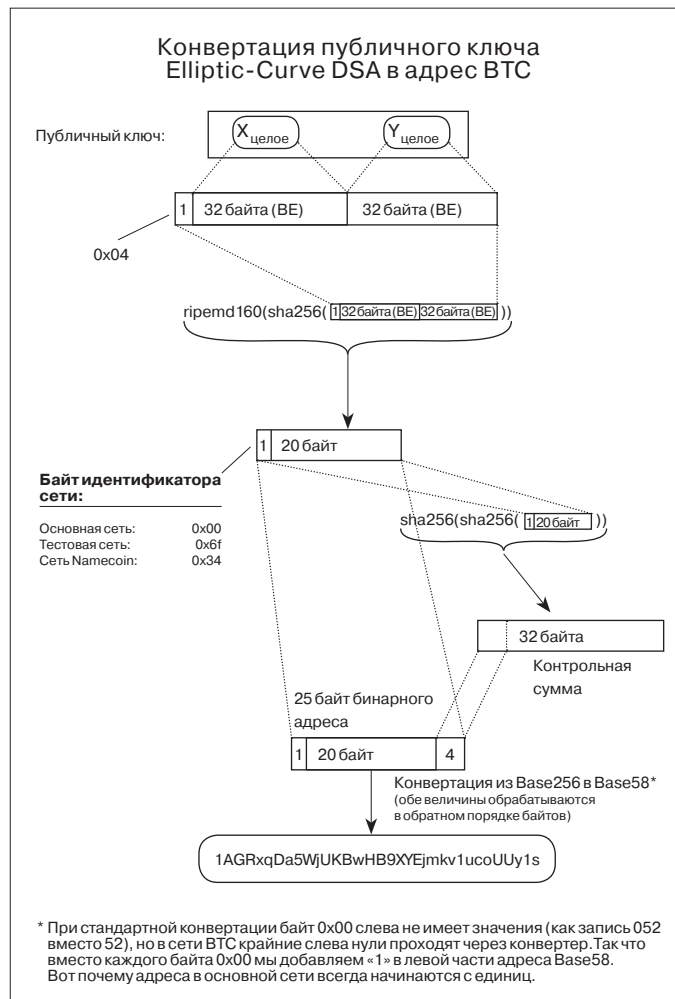 Конвертация публичного ключа
Elliptic-Curve DSA в адрес BTC
Публичный ключ:
X целое
Y целое
1
32 байта (BE)
32 байта (BE)
0x04
ripemd160(sha256( 1 32 байта (BE) 32 байта (BE) ))
1
20 байт
Байт идентификатора
сети:
Основная сеть: 0x00
Тестовая сеть: 0x6f
Сеть Namecoin: 0x34
sha256(sha256( 1 20 байт ))
32 байта
Контрольная
сумма
25 байт бинарного
адреса
1
20 байт
4
Конвертация из Base256 в Base58*
(обе величины обрабатываются
в обратном порядке байтов)
1AGRxqDa5WjUKBwHB9XYEjmkv1ucoUUy1s
* При стандартной конвертации байт 0x00 слева не имеет значения (как запись 052
вместо 52), но в сети BTC крайние слева нули проходят через конвертер. Так что
вместо каждого байта 0x00 мы добавляем «1» в левой части адреса Base58.
Вот почему адреса в основной сети всегда начинаются с единиц.